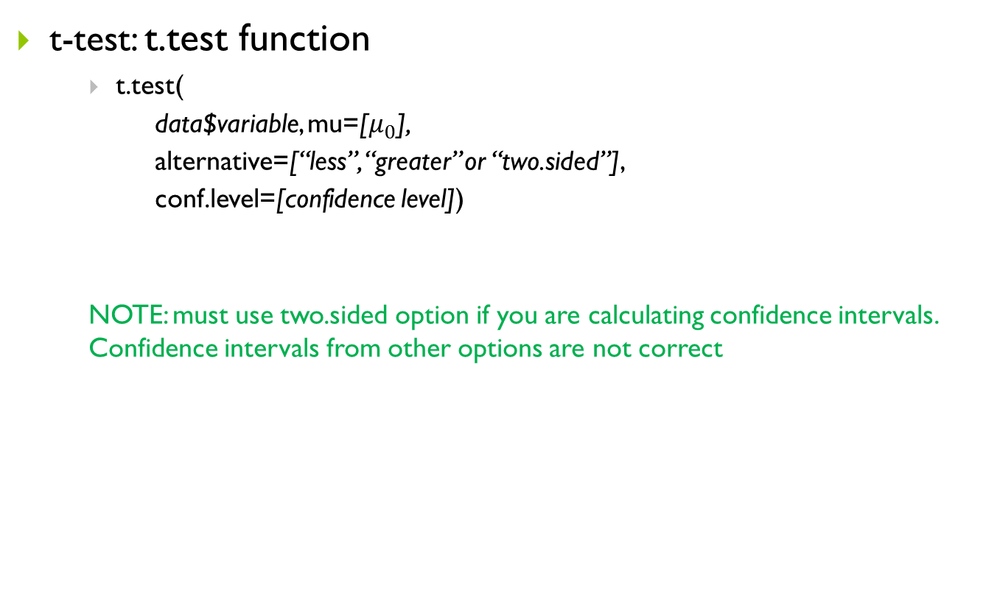 t-test: t.test function
t.test(
data$variable, mu=[μ₀],
alternative=[“less”, “greater” or “two.sided”],
conf.level=[confidence level])
NOTE: must use two.sided option if you are calculating confidence intervals.
Confidence intervals from other options are not correct